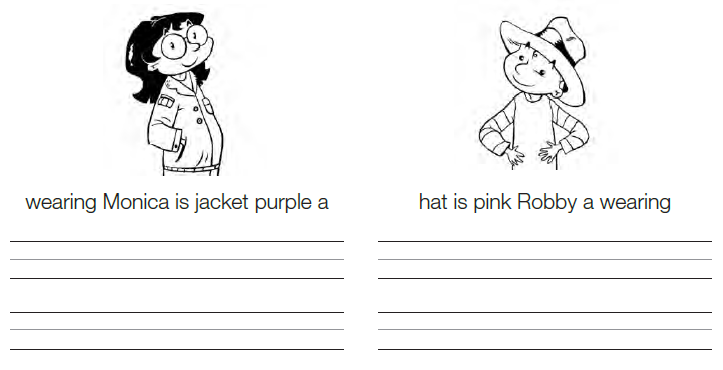 wearing Monica is jacket purple a
hat is pink Robby a wearing